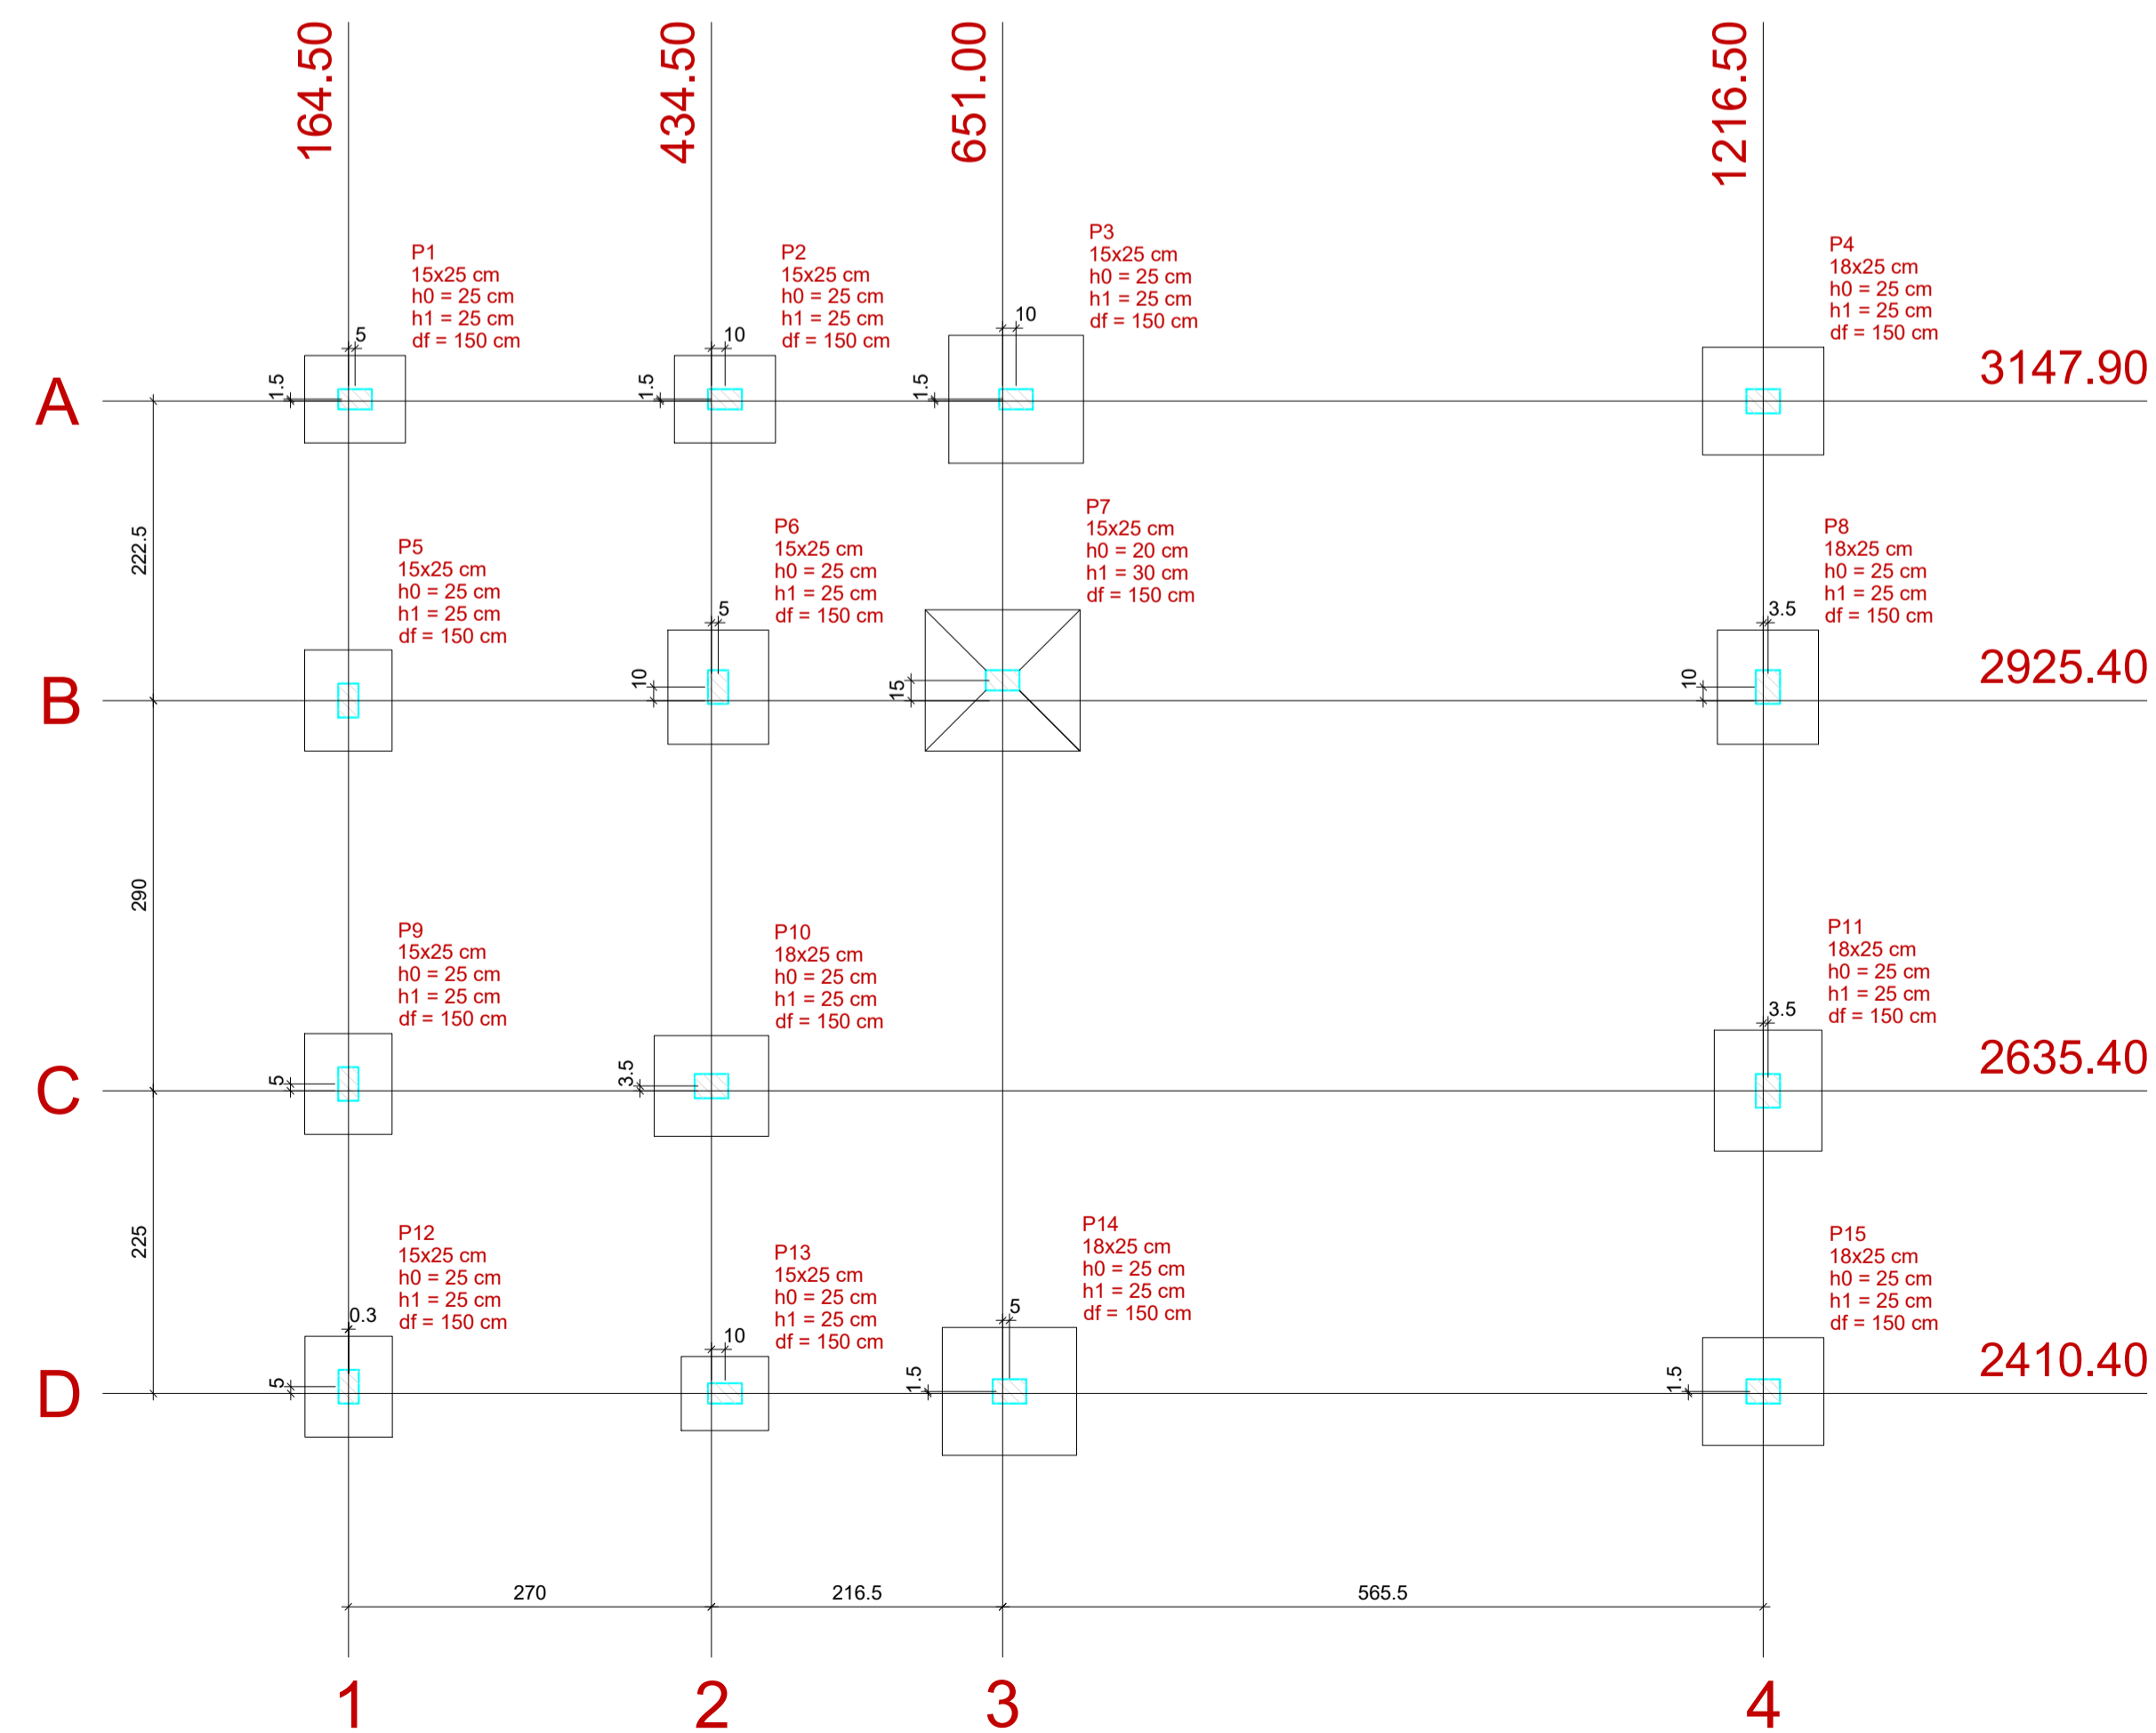 164.50
434.50
651.00
1216.50
P1
15x25 cm
h0 = 25 cm
h1 = 25 cm
df = 150 cm
5
1.5
P2
15x25 cm
h0 = 25 cm
h1 = 25 cm
df = 150 cm
10
1.5
P3
15x25 cm
h0 = 25 cm
h1 = 25 cm
df = 150 cm
10
1.5
P4
18x25 cm
h0 = 25 cm
h1 = 25 cm
df = 150 cm
A
3147.90
222.5
P5
15x25 cm
h0 = 25 cm
h1 = 25 cm
df = 150 cm
P6
15x25 cm
h0 = 25 cm
h1 = 25 cm
df = 150 cm
5
10
P7
15x25 cm
h0 = 20 cm
h1 = 30 cm
df = 150 cm
15
P8
18x25 cm
h0 = 25 cm
h1 = 25 cm
df = 150 cm
3.5
10
B
2925.40
290
P9
15x25 cm
h0 = 25 cm
h1 = 25 cm
df = 150 cm
5
P10
18x25 cm
h0 = 25 cm
h1 = 25 cm
df = 150 cm
3.5
P11
18x25 cm
h0 = 25 cm
h1 = 25 cm
df = 150 cm
3.5
C
2635.40
225
P12
15x25 cm
h0 = 25 cm
h1 = 25 cm
df = 150 cm
0.3
5
P13
15x25 cm
h0 = 25 cm
h1 = 25 cm
df = 150 cm
10
P14
18x25 cm
h0 = 25 cm
h1 = 25 cm
df = 150 cm
5
1.5
P15
18x25 cm
h0 = 25 cm
h1 = 25 cm
df = 150 cm
1.5
D
2410.40
270
216.5
565.5
1
2
3
4